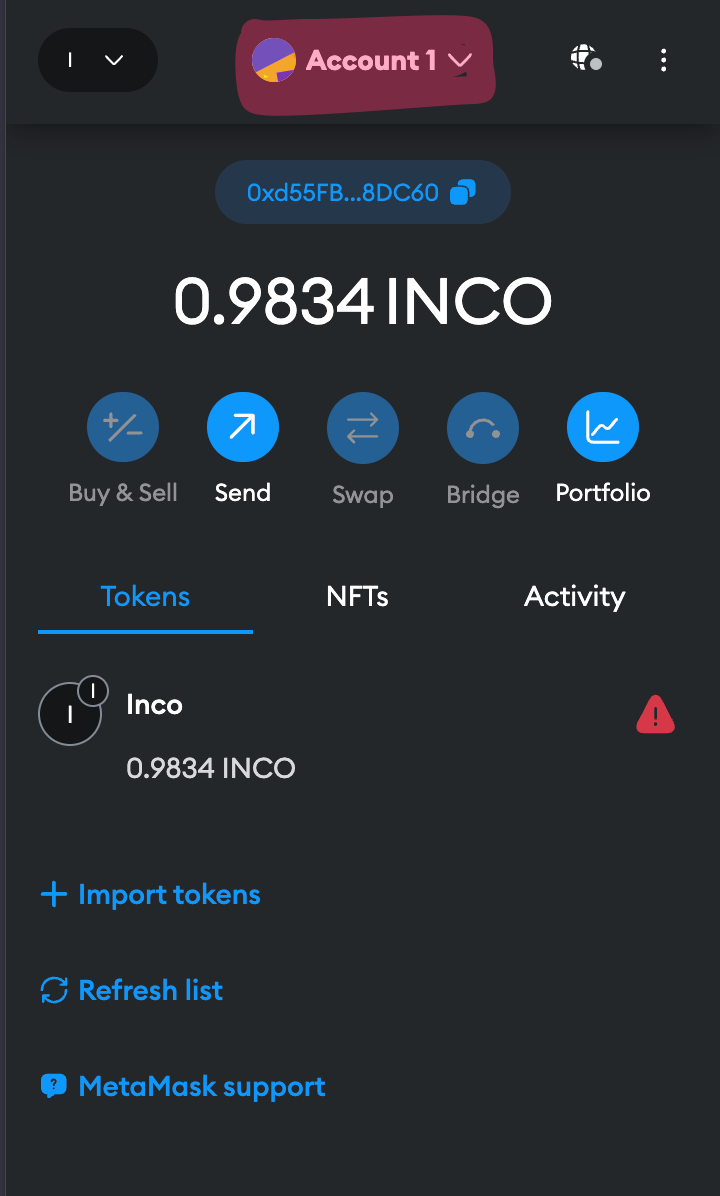 I
Account 1
0xd55FB...8DC60
0.9834 INCO
Buy & Sell
Send
Swap
Bridge
Portfolio
Tokens
NFTs
Activity
I
I
Inco
0.9834 INCO
Import tokens
Refresh list
MetaMask support